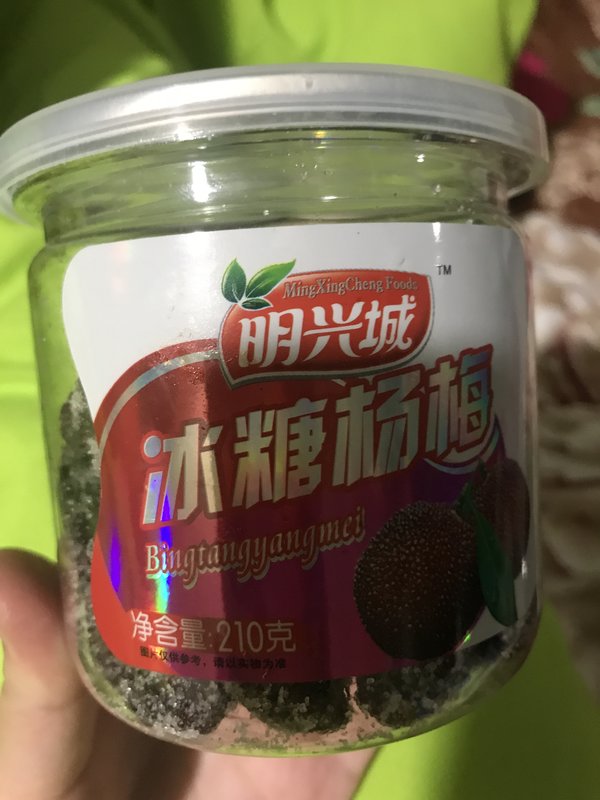 MingXingCheng Foods
TM
明兴城
冰糖杨梅
Bingtangyangmei
净含量:210克
图片仅供参考，请以实物为准